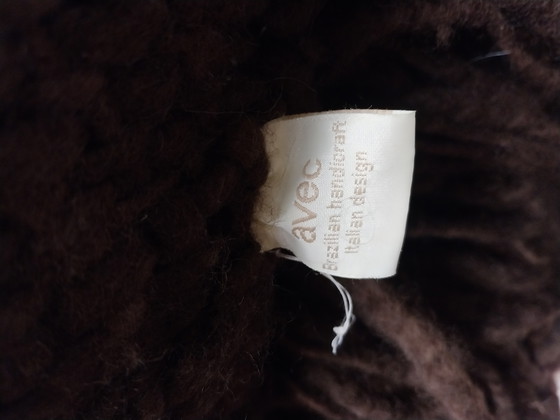 avec
Brazilian handicraft
Italian design